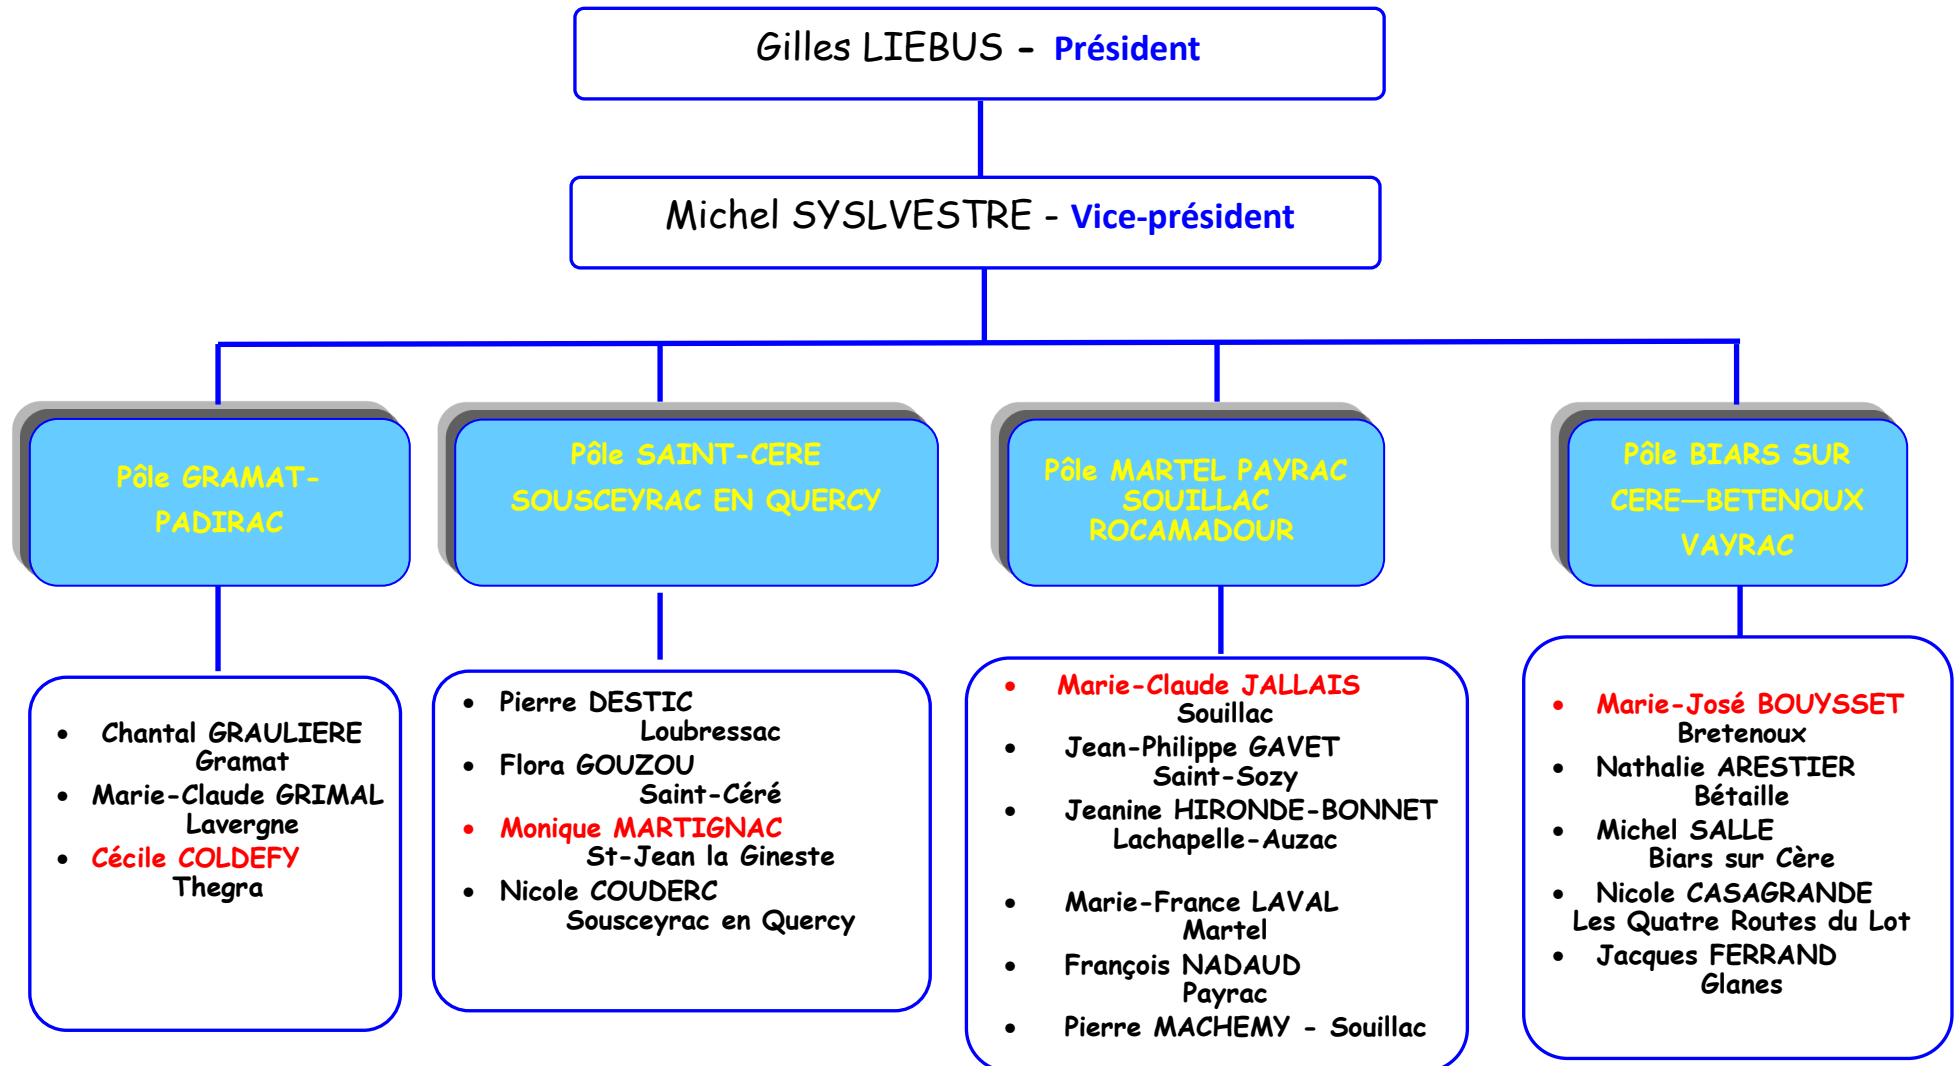 Gilles LIEBUS - Président
Michel SYSLVESTRE - Vice-président
Pôle GRAMAT-
PADIRAC
Pôle SAINT-CERE
SOUSCEYRAC EN QUERCY
Pôle MARTEL PAYRAC
SOUILLAC
ROCAMADOUR
Pôle BIARS SUR
CERE—BETENOUX
VAYRAC
• Chantal GRAULIERE
Gramat
• Marie-Claude GRIMAL
Lavergne
• Cécile COLDEFY
Thegra
• Pierre DESTIC
Loubressac
• Flora GOUZOU
Saint-Céré
• Monique MARTIGNAC
St-Jean la Gineste
• Nicole COUDERC
Sousceyrac en Quercy
• Marie-Claude JALLAIS
Souillac
• Jean-Philippe GAVET
Saint-Sozy
• Jeanine HIRONDE-BONNET
Lachapelle-Auzac
• Marie-France LAVAL
Martel
• François NADAUD
Payrac
• Pierre MACHEMY - Souillac
• Marie-José BOUYSSET
Bretenoux
• Nathalie ARESTIER
Bétaille
• Michel SALLE
Biars sur Cère
• Nicole CASAGRANDE
Les Quatre Routes du Lot
• Jacques FERRAND
Glanes